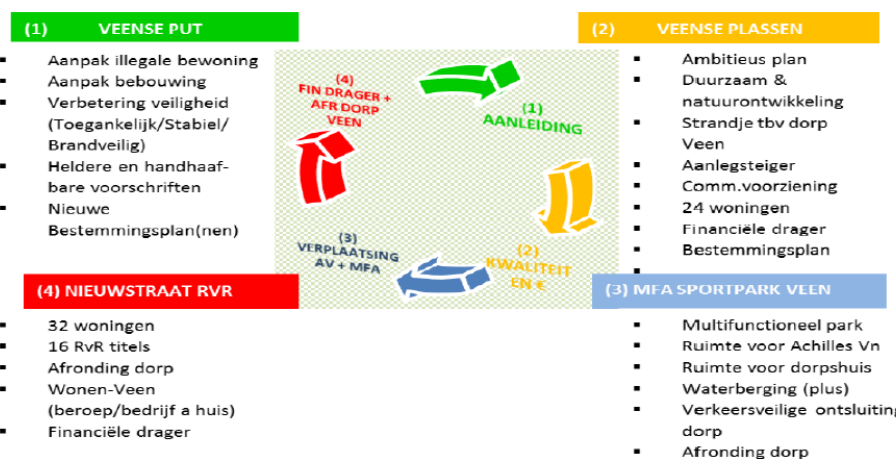 (1) VEENSE PUT
Aanpak illegale bewoning
Aanpak bebouwing
Verbetering veiligheid
(Toegankelijk/Stabiel/
Brandveilig)
Heldere en handhaaf-
bare voorschriften
Nieuwe
Bestemmingsplan(nen)
(2) VEENSE PLASSEN
Ambitieus plan
Duurzaam &
natuurontwikkeling
Strandje tbv dorp
Veen
Aanlegsteiger
Comm.voorziening
24 woningen
Financiële drager
Bestemmingsplan
(1)
AANLEIDING
(2)
KWALITEIT
EN €
(3)
VERPLAATSING
AV + MFA
(4)
FIN DRAGER +
AFR DORP
VEEN
(4) NIEUWSTRAAT RVR
32 woningen
16 RvR titels
Afronding dorp
Wonen-Veen
(beroep/bedrijf a huis)
Financiële drager
(3) MFA SPORTPARK VEEN
Multifunctioneel park
Ruimte voor Achilles Vn
Ruimte voor dorpshuis
Waterberging (plus)
Verkeersveilige ontsluiting
dorp
Afronding dorp